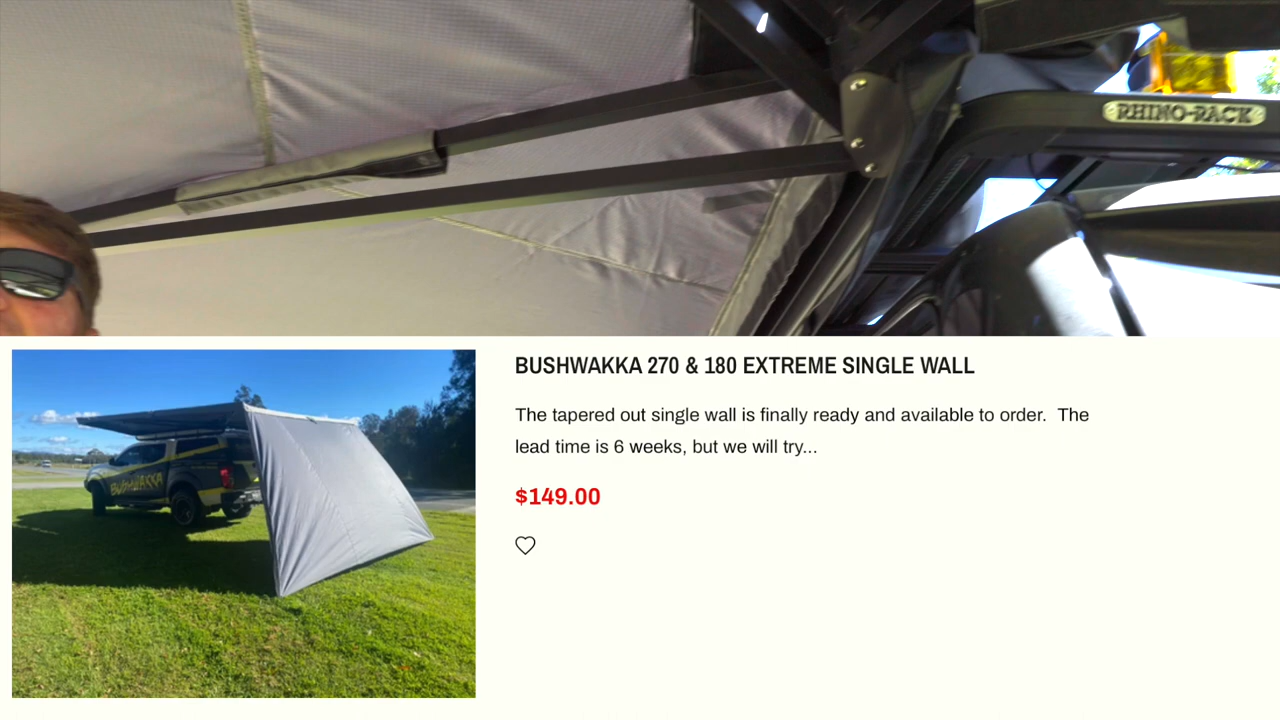 RHINO-RACK
BUSHWAKKA 270 & 180 EXTREME SINGLE WALL
The tapered out single wall is finally ready and available to order.  The
lead time is 6 weeks, but we will try...
$149.00
BUSHWAKKA